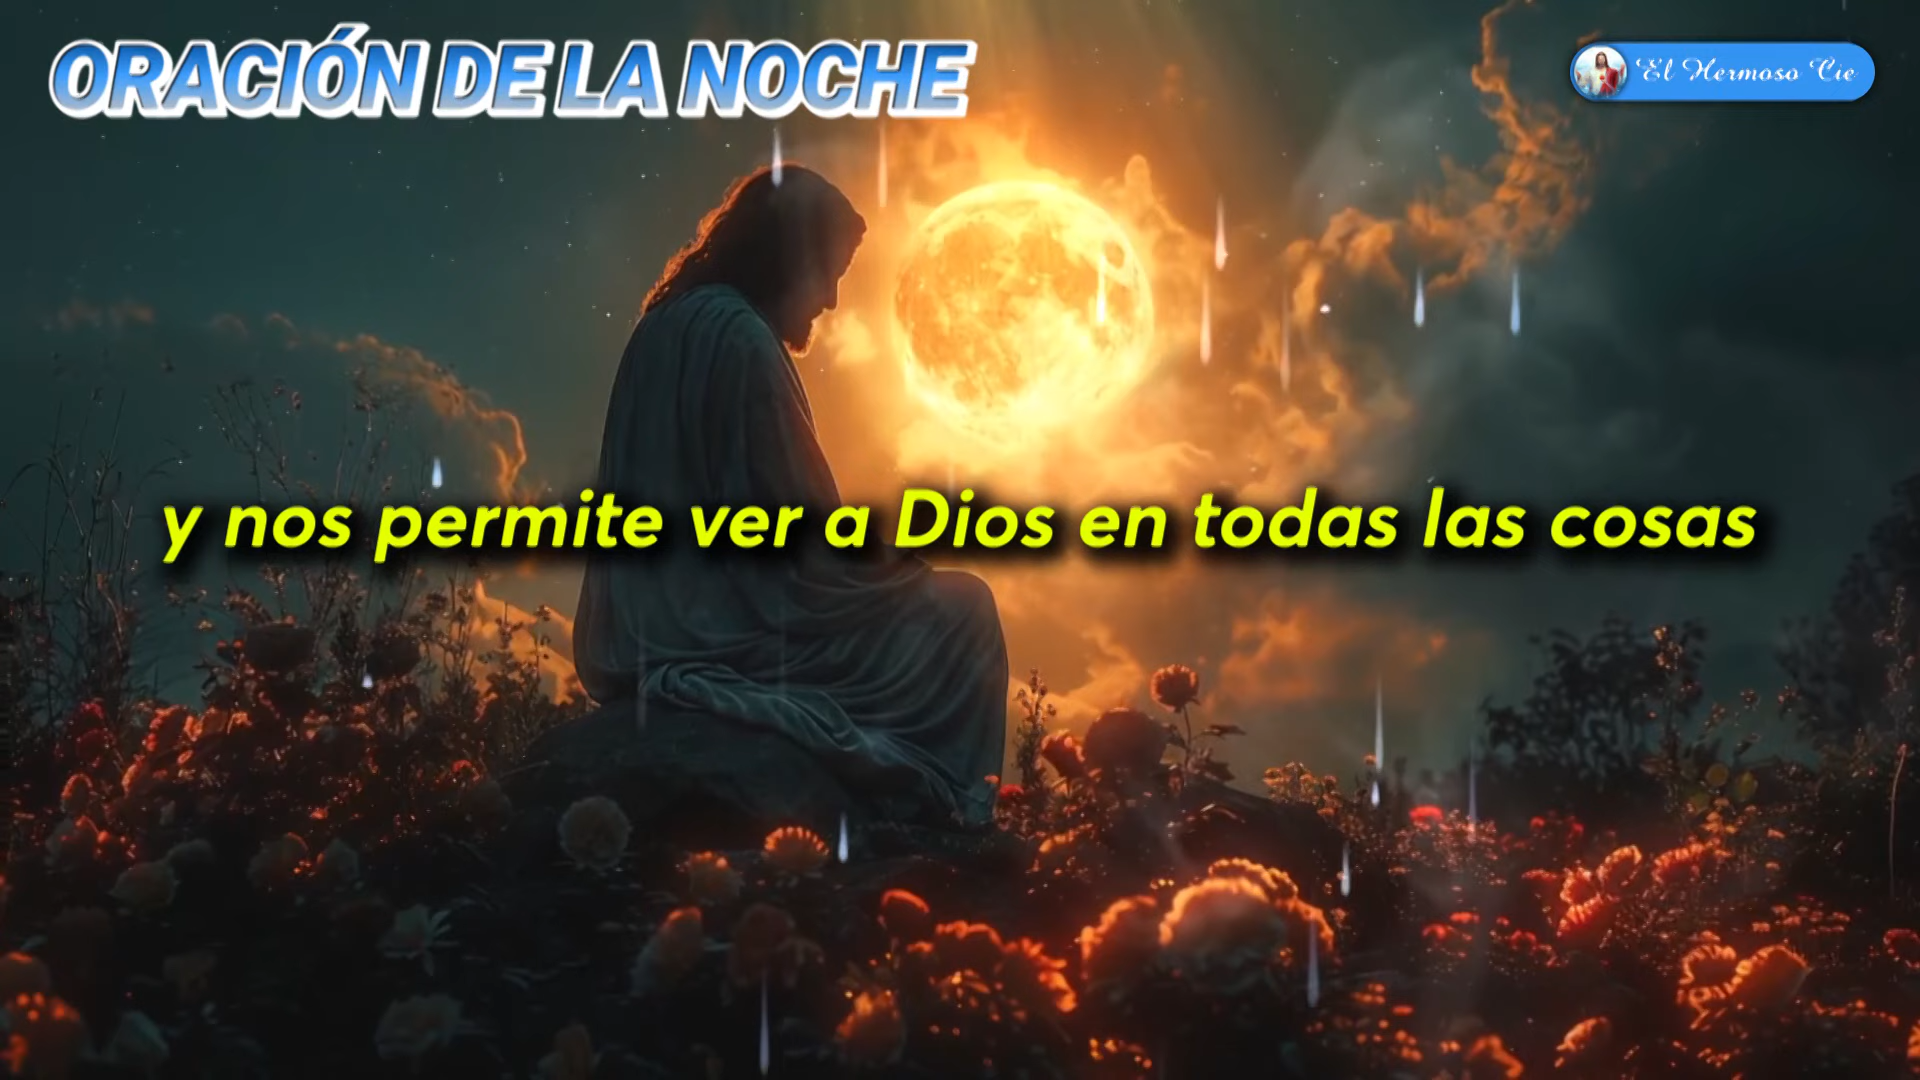 ORACIÓN DE LA NOCHE
El Hermoso Cie
y nos permite ver a Dios en todas las cosas